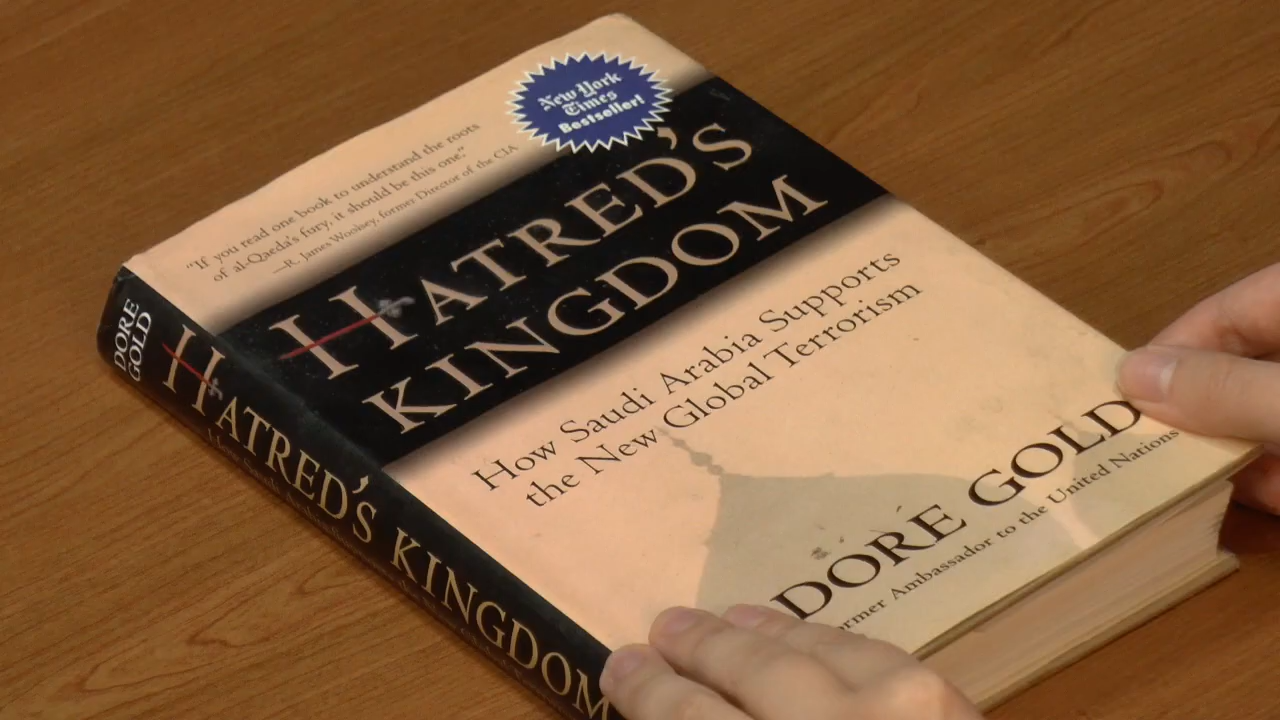 New York
Times
Bestseller!
"If you read one book to understand the roots
of al-Qaeda's fury, it should be this one."
—R. James Woolsey, former Director of the CIA
HATRED'S
KINGDOM
How Saudi Arabia Supports
the New Global Terrorism
DORE GOLD
ormer Ambassador to the United Nations
DORE
GOLD
HATRED'S KINGDOM